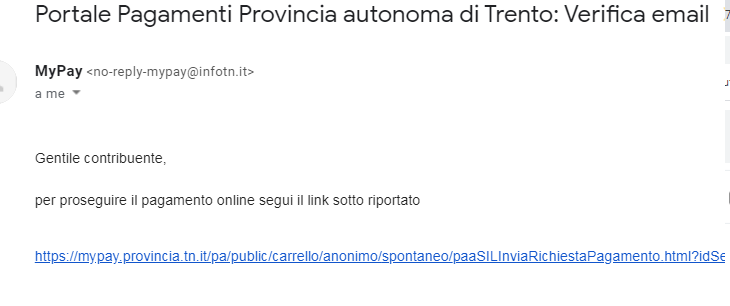 Portale Pagamenti Provincia autonoma di Trento: Verifica email
MyPay <no-reply-mypay@infotn.it>
a me
Gentile contribuente,
per proseguire il pagamento online segui il link sotto riportato
https://mypay.provincia.tn.it/pa/public/carrello/anonimo/spontaneo/paaSILInviaRichiestaPagamento.html?idSe